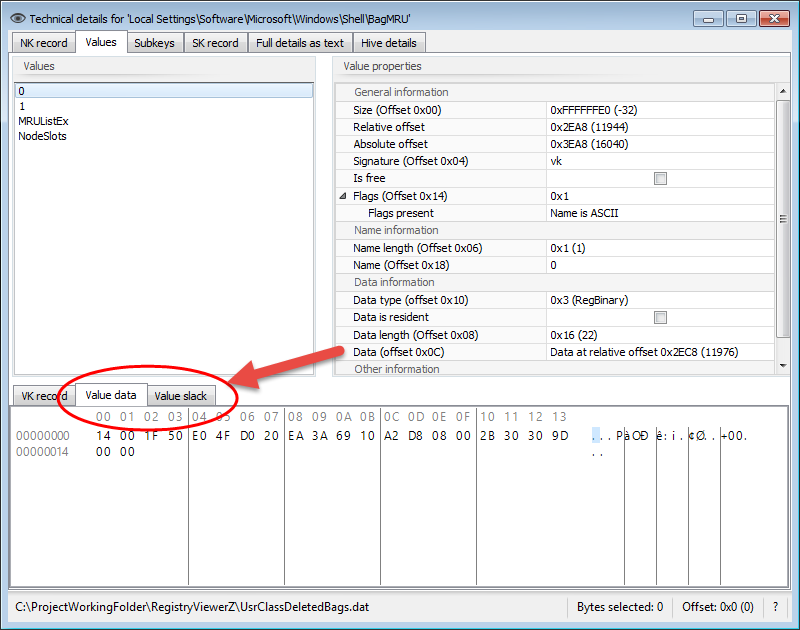 Technical details for 'Local Settings\Software\Microsoft\Windows\Shell\BagMRU'
NK record Values Subkeys SK record Full details as text Hive details
Values
0
1
MRUListEx
NodeSlots
Value properties
General information
Size (Offset 0x00) 0xFFFFFFE0 (-32)
Relative offset 0x2EA8 (11944)
Absolute offset 0x3EA8 (16040)
Signature (Offset 0x04) vk
Is free
Flags (Offset 0x14) 0x1
Flags present Name is ASCII
Name information
Name length (Offset 0x06) 0x1 (1)
Name (Offset 0x18) 0
Data information
Data type (offset 0x10) 0x3 (RegBinary)
Data is resident
Data length (Offset 0x08) 0x16 (22)
Data (offset 0x0C) Data at relative offset 0x2EC8 (11976)
Other information
VK record Value data Value slack
00 01 02 03 04 05 06 07 08 09 0A 0B 0C 0D 0E 0F 10 11 12 13
00000000 14 00 1F 50 E0 4F D0 20 EA 3A 69 10 A2 D8 08 00 2B 30 30 9D ...PàOÐ ê:i.¢Ø..+00.
00000014 00 00 ..
C:\ProjectWorkingFolder\RegistryViewerZ\UsrClassDeletedBags.dat Bytes selected: 0 Offset: 0x0 (0) ?